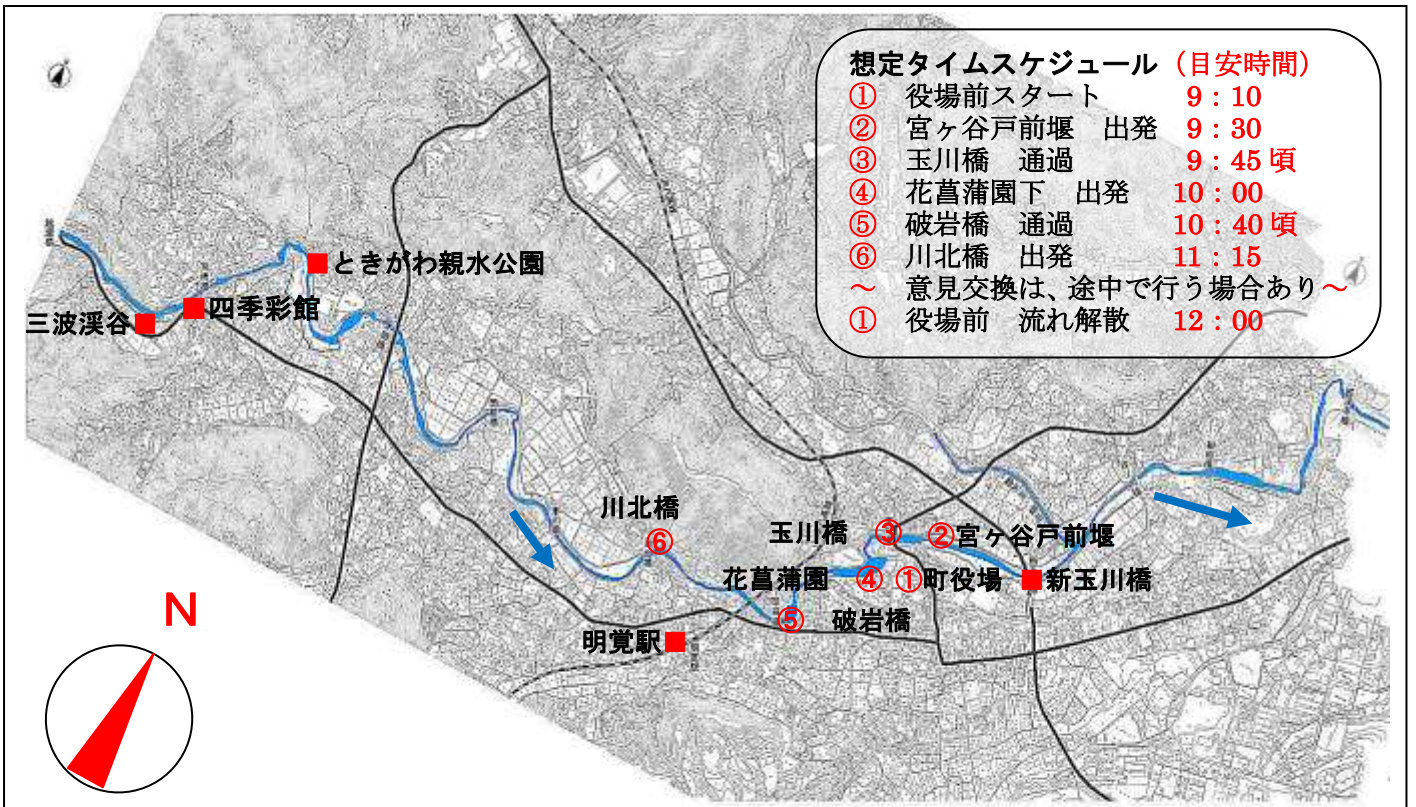 想定タイムスケジュール（目安時間）
① 役場前スタート 9：10
② 宮ヶ谷戸前堰 出発 9：30
③ 玉川橋 通過 9：45頃
④ 花菖蒲園下 出発 10：00
⑤ 破岩橋 通過 10：40頃
⑥ 川北橋 出発 11：15
～ 意見交換は、途中で行う場合あり～
① 役場前 流れ解散 12：00
ときがわ親水公園
四季彩館
三波渓谷
川北橋
⑥
玉川橋 ③
②宮ヶ谷戸前堰
花菖蒲園 ④
①町役場
新玉川橋
⑤ 破岩橋
明覚駅
N